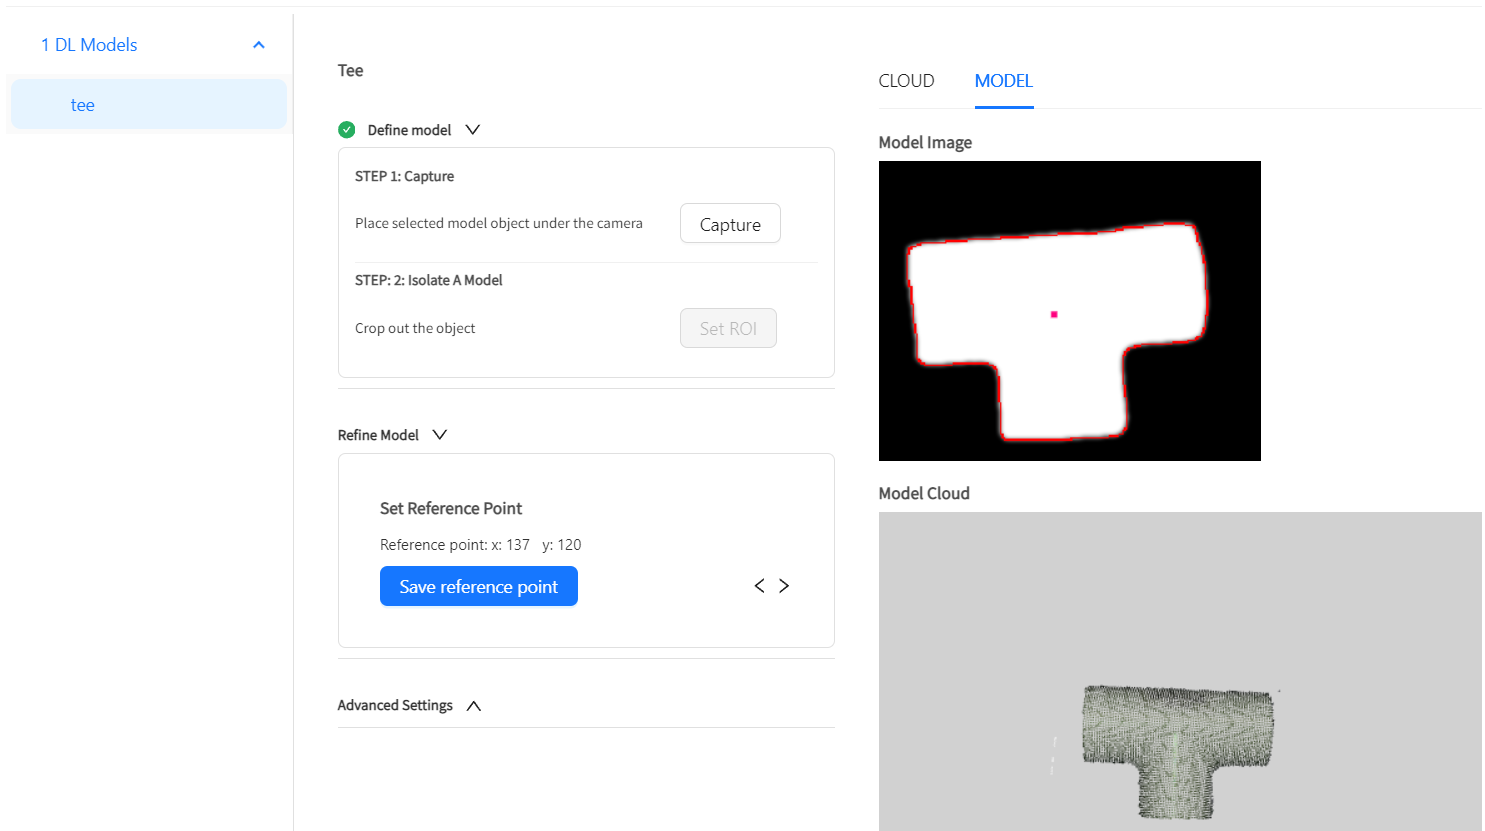 1 DL Models
tee
Tee
Define model
STEP 1: Capture
Place selected model object under the camera
Capture
STEP: 2: Isolate A Model
Crop out the object
Set ROI
Refine Model
Set Reference Point
Reference point: x: 137 y: 120
Save reference point
Advanced Settings
CLOUD
MODEL
Model Image
Model Cloud